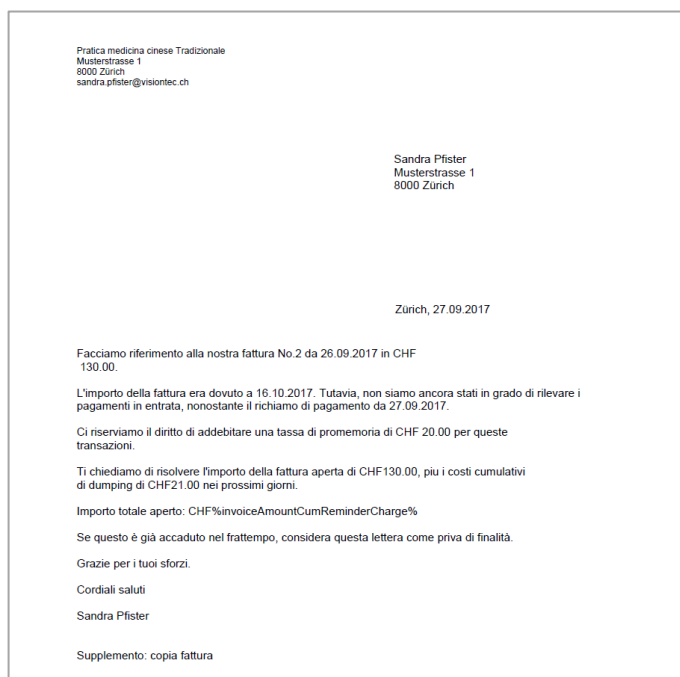 Pratica medicina cinese Tradizionale
Musterstrasse 1
8000 Zürich
sandra.pfister@visiontec.ch
Sandra Pfister
Musterstrasse 1
8000 Zürich
Zürich, 27.09.2017
Facciamo riferimento alla nostra fattura No.2 da 26.09.2017 in CHF
130.00.
L'importo della fattura era dovuto a 16.10.2017. Tutavia, non siamo ancora stati in grado di rilevare i
pagamenti in entrata, nonostante il richiamo di pagamento da 27.09.2017.
Ci riserviamo il diritto di addebitare una tassa di promemoria di CHF 20.00 per queste
transazioni.
Ti chiediamo di risolvere l'importo della fattura aperta di CHF130.00, piu i costi cumulativi
di dumping di CHF21.00 nei prossimi giorni.
Importo totale aperto: CHF%invoiceAmountCumReminderCharge%
Se questo è già accaduto nel frattempo, considera questa lettera come priva di finalità.
Grazie per i tuoi sforzi.
Cordiali saluti
Sandra Pfister
Supplemento: copia fattura